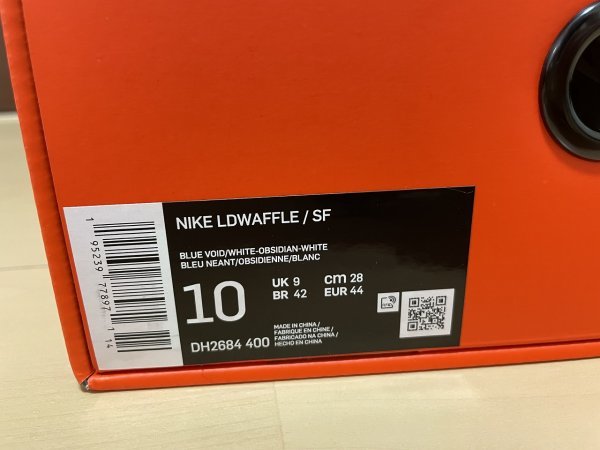 NIKE LDWAFFLE / SF
BLUE VOID/WHITE-OBSIDIAN-WHITE
BLEU NEANT/OBSIDIENNE/BLANC
10
UK 9
cm 28
BR 42
EUR 44
MADE IN CHINA /
FABRIQUE EN CHINE /
FABRICADO NA CHINA /
HECHO EN CHINA
DH2684 400
1 95239 77897 14